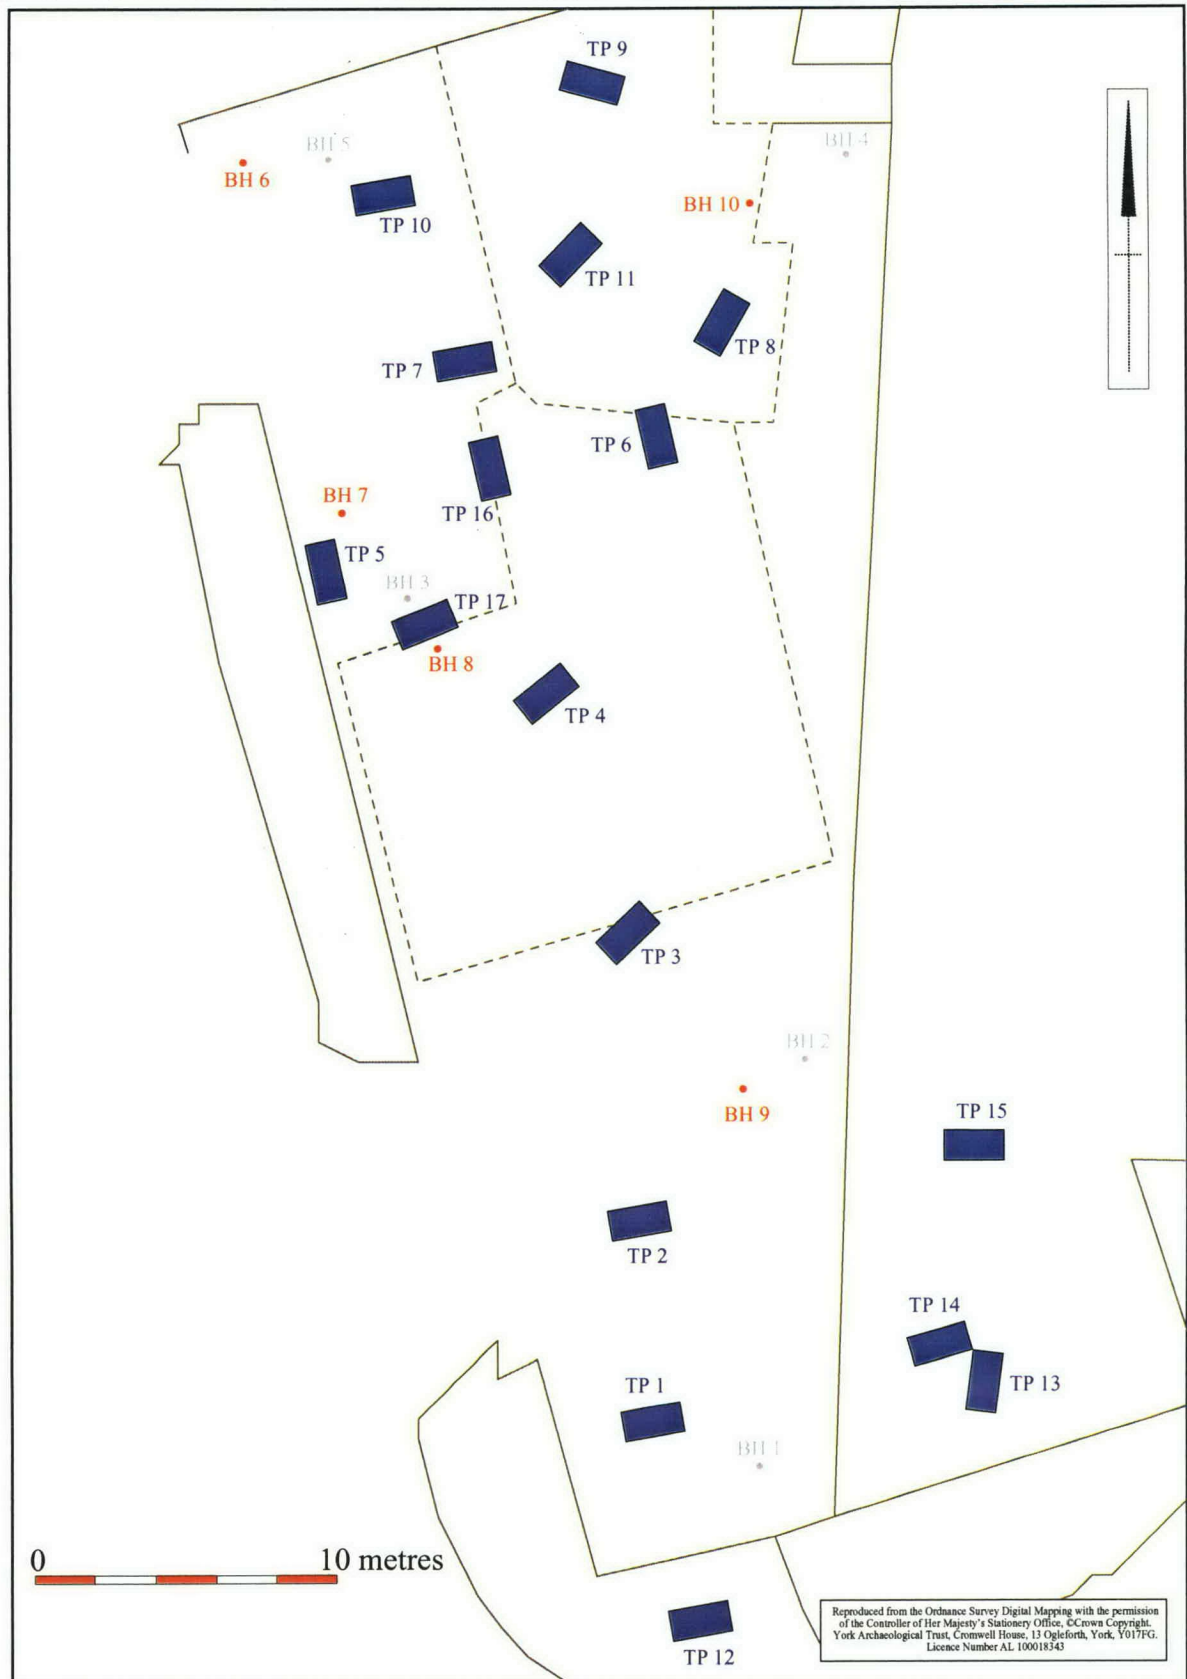 TP 9
BH 5
BH 4
BH 6
BH 10
TP 10
TP 11
TP 8
TP 7
TP 6
BH 7
TP 16
TP 5
BH 3
TP 17
BH 8
TP 4
TP 3
BH 2
BH 9
TP 15
TP 2
TP 14
TP 1
TP 13
BH 1
0 10 metres
TP 12
Reproduced from the Ordnance Survey Digital Mapping with the permission
of the Controller of Her Majesty's Stationery Office, ©Crown Copyright.
York Archaeological Trust, Cromwell House, 13 Ogleforth, York, YO17FG.
Licence Number AL 100018343